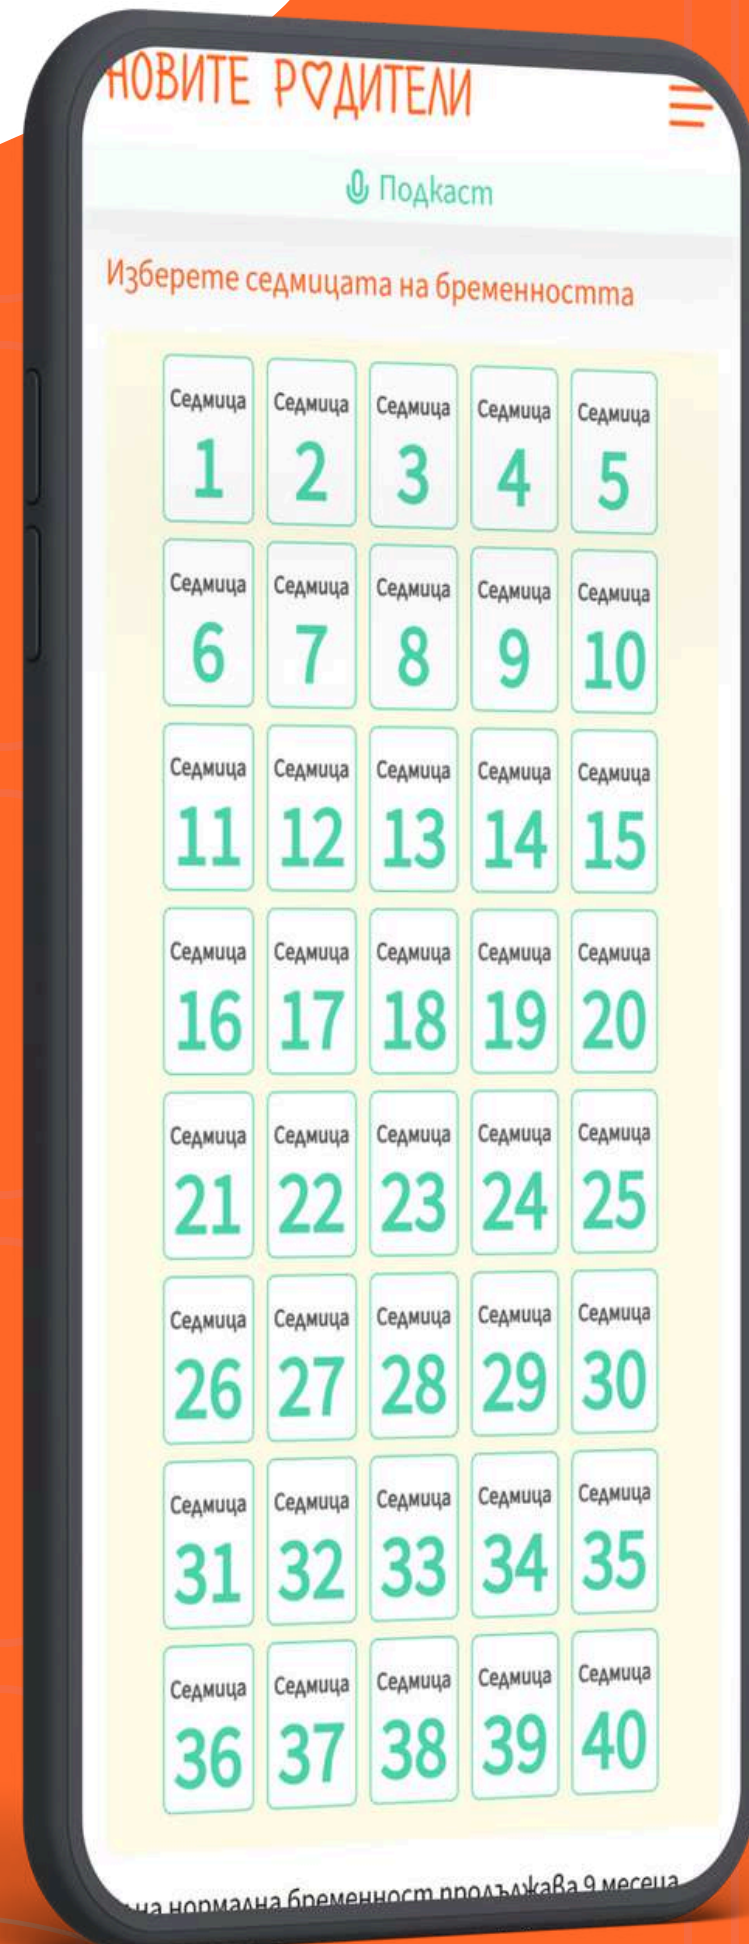 НОВИТЕ РОДИТЕЛИ
Подкаст
Изберете седмицата на бременността
Седмица Седмица Седмица Седмица Седмица
1 2 3 4 5
Седмица Седмица Седмица Седмица Седмица
6 7 8 9 10
Седмица Седмица Седмица Седмица Седмица
11 12 13 14 15
Седмица Седмица Седмица Седмица Седмица
16 17 18 19 20
Седмица Седмица Седмица Седмица Седмица
21 22 23 24 25
Седмица Седмица Седмица Седмица Седмица
26 27 28 29 30
Седмица Седмица Седмица Седмица Седмица
31 32 33 34 35
Седмица Седмица Седмица Седмица Седмица
36 37 38 39 40
нормална бременност продължава 9 месеца